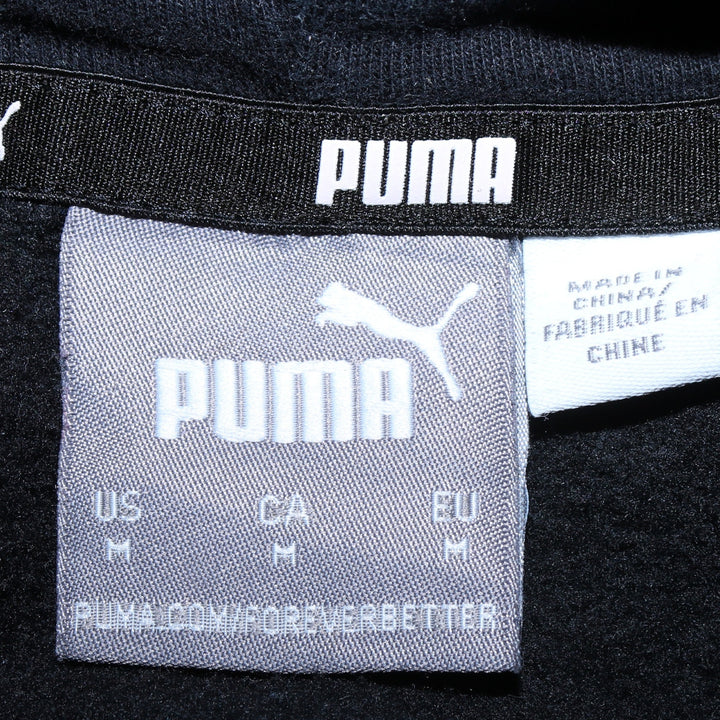 PUMA
PUMA
US CA EU
M M M
PUMA.COM/FOREVERBETTER
MADE IN
CHINA/
FABRIQUÉ EN
CHINE